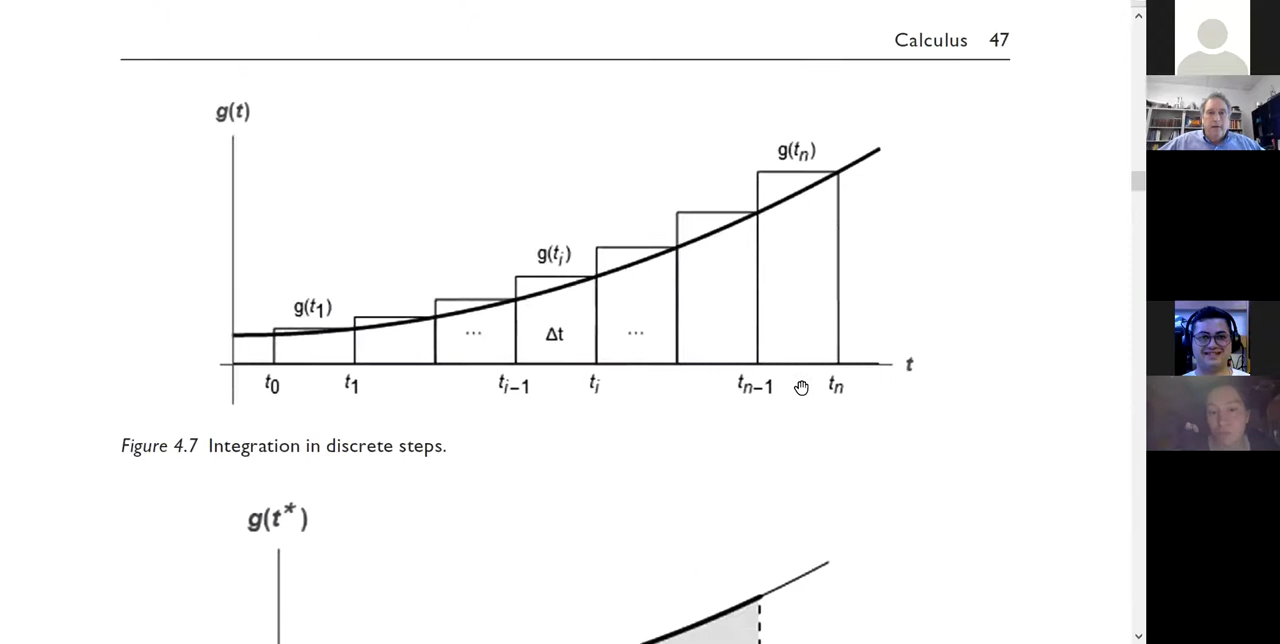 Calculus 47
g(t)
g(tn)
g(ti)
g(t1)
... Δt ...
t
t0 t1 ti−1 ti tn−1 tn
Figure 4.7 Integration in discrete steps.
g(t*)